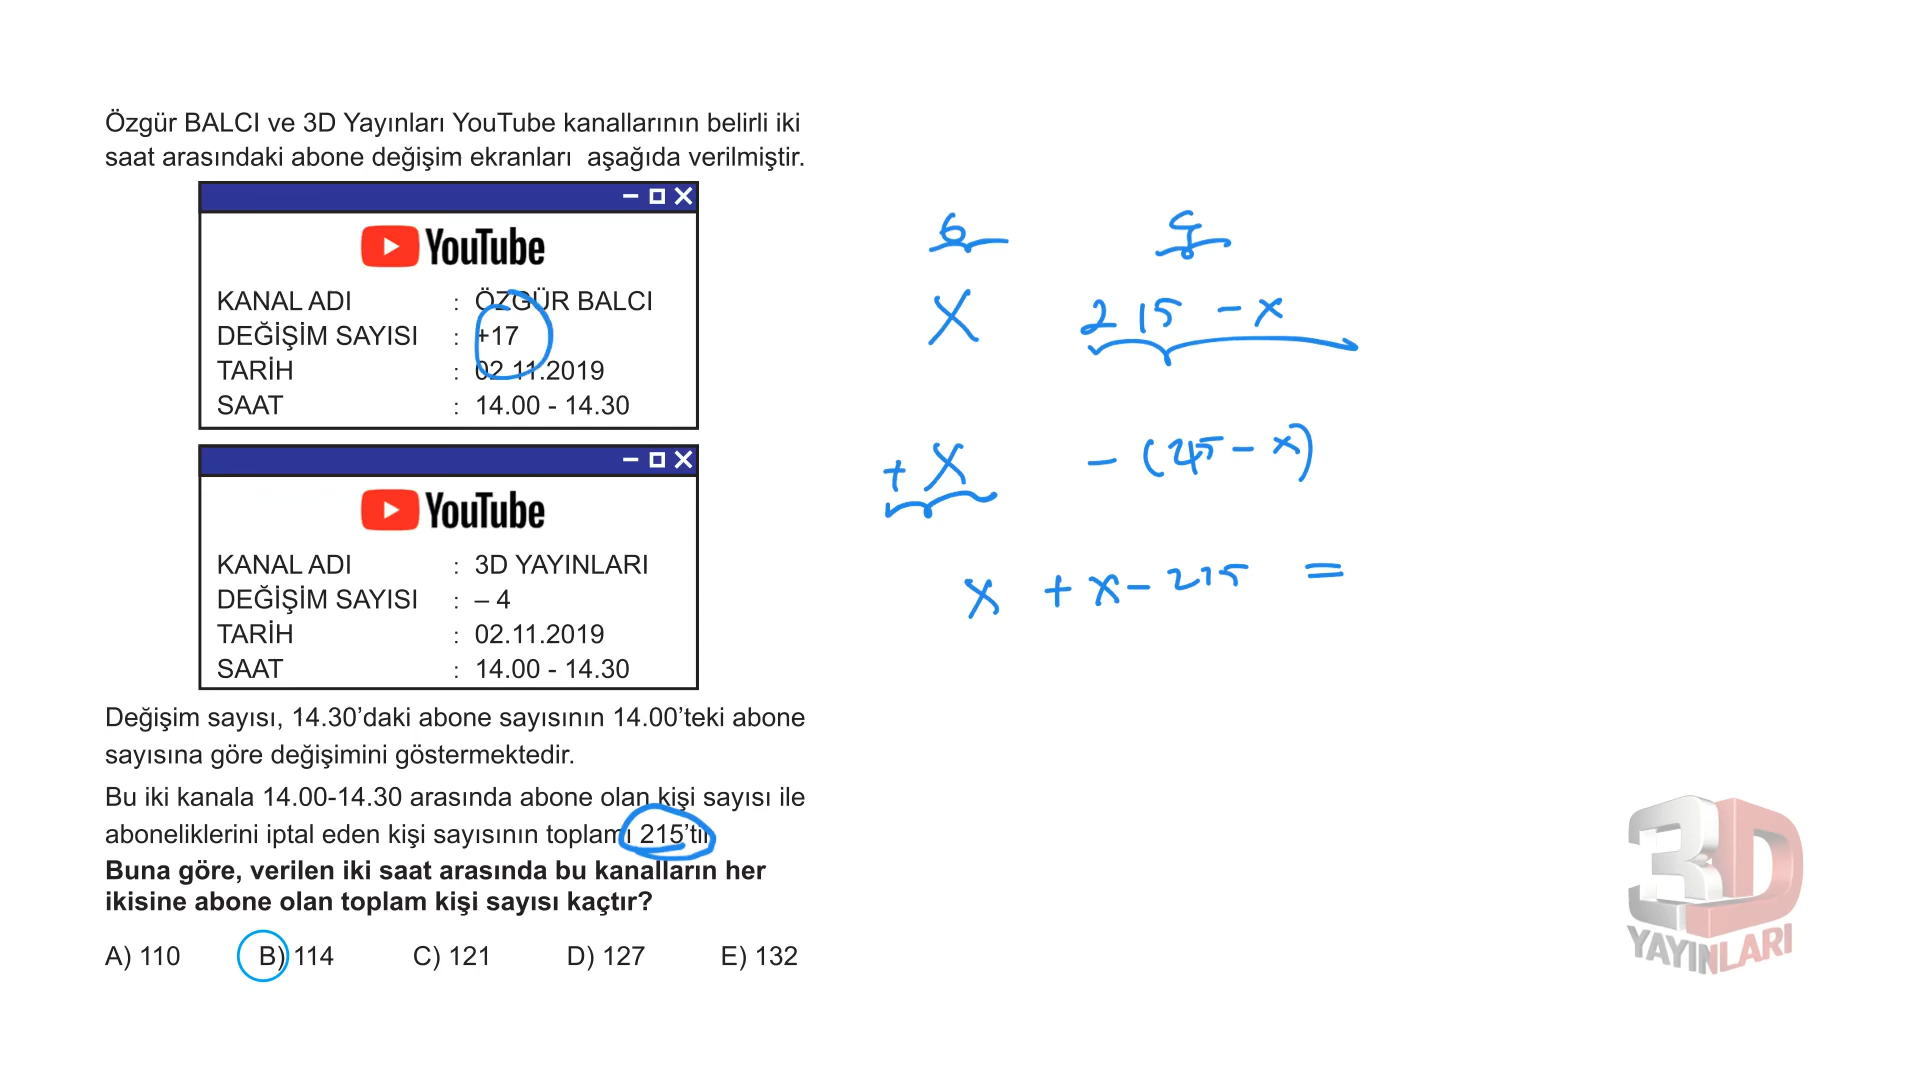 Özgür BALCI ve 3D Yayınları YouTube kanallarının belirli iki
saat arasındaki abone değişim ekranları aşağıda verilmiştir.
YouTube
KANAL ADI : ÖZGÜR BALCI
DEĞİŞİM SAYISI : +17
TARİH : 02.11.2019
SAAT : 14.00 - 14.30
YouTube
KANAL ADI : 3D YAYINLARI
DEĞİŞİM SAYISI : – 4
TARİH : 02.11.2019
SAAT : 14.00 - 14.30
Değişim sayısı, 14.30’daki abone sayısının 14.00’teki abone
sayısına göre değişimini göstermektedir.
Bu iki kanala 14.00-14.30 arasında abone olan kişi sayısı ile
aboneliklerini iptal eden kişi sayısının toplamı 215’tir.
Buna göre, verilen iki saat arasında bu kanalların her
ikisine abone olan toplam kişi sayısı kaçtır?
A) 110 B) 114 C) 121 D) 127 E) 132
X 215 - x
+ X - (215 - x)
x + x - 215 =
3D
YAYINLARI